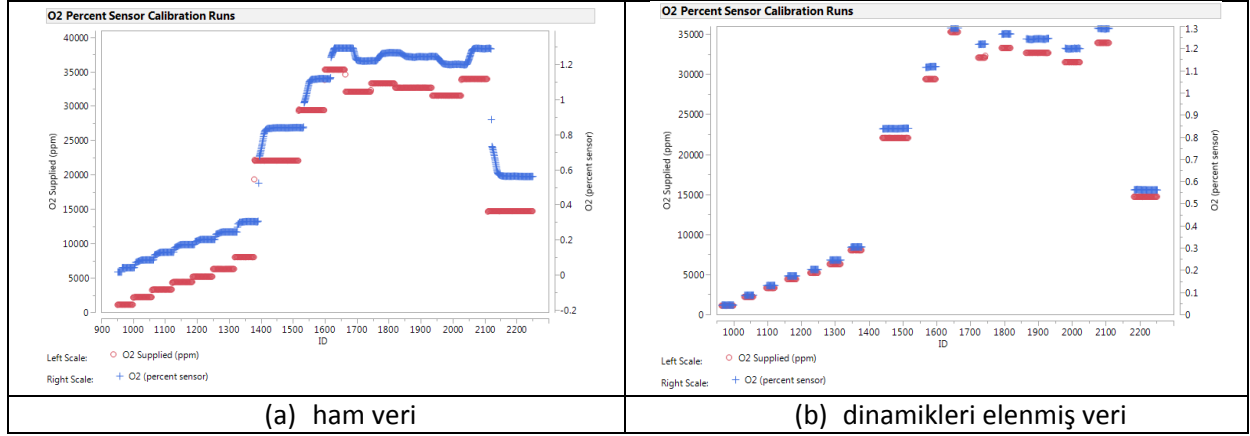 O2 Percent Sensor Calibration Runs
O2 Supplied (ppm)
40000
35000
30000
25000
20000
15000
10000
5000
0
1.2
1
0.8
0.6
0.4
0.2
0
-0.2
O2 (percent sensor)
900 1000 1100 1200 1300 1400 1500 1600 1700 1800 1900 2000 2100 2200
ID
Left Scale: O2 Supplied (ppm)
Right Scale: O2 (percent sensor)
(a) ham veri
O2 Percent Sensor Calibration Runs
O2 Supplied (ppm)
35000
30000
25000
20000
15000
10000
5000
0
1.3
1.2
1.1
1
0.9
0.8
0.7
0.6
0.5
0.4
0.3
0.2
0.1
0
O2 (percent sensor)
1000 1100 1200 1300 1400 1500 1600 1700 1800 1900 2000 2100 2200
ID
Left Scale: O2 Supplied (ppm)
Right Scale: O2 (percent sensor)
(b) dinamikleri elenmiş veri